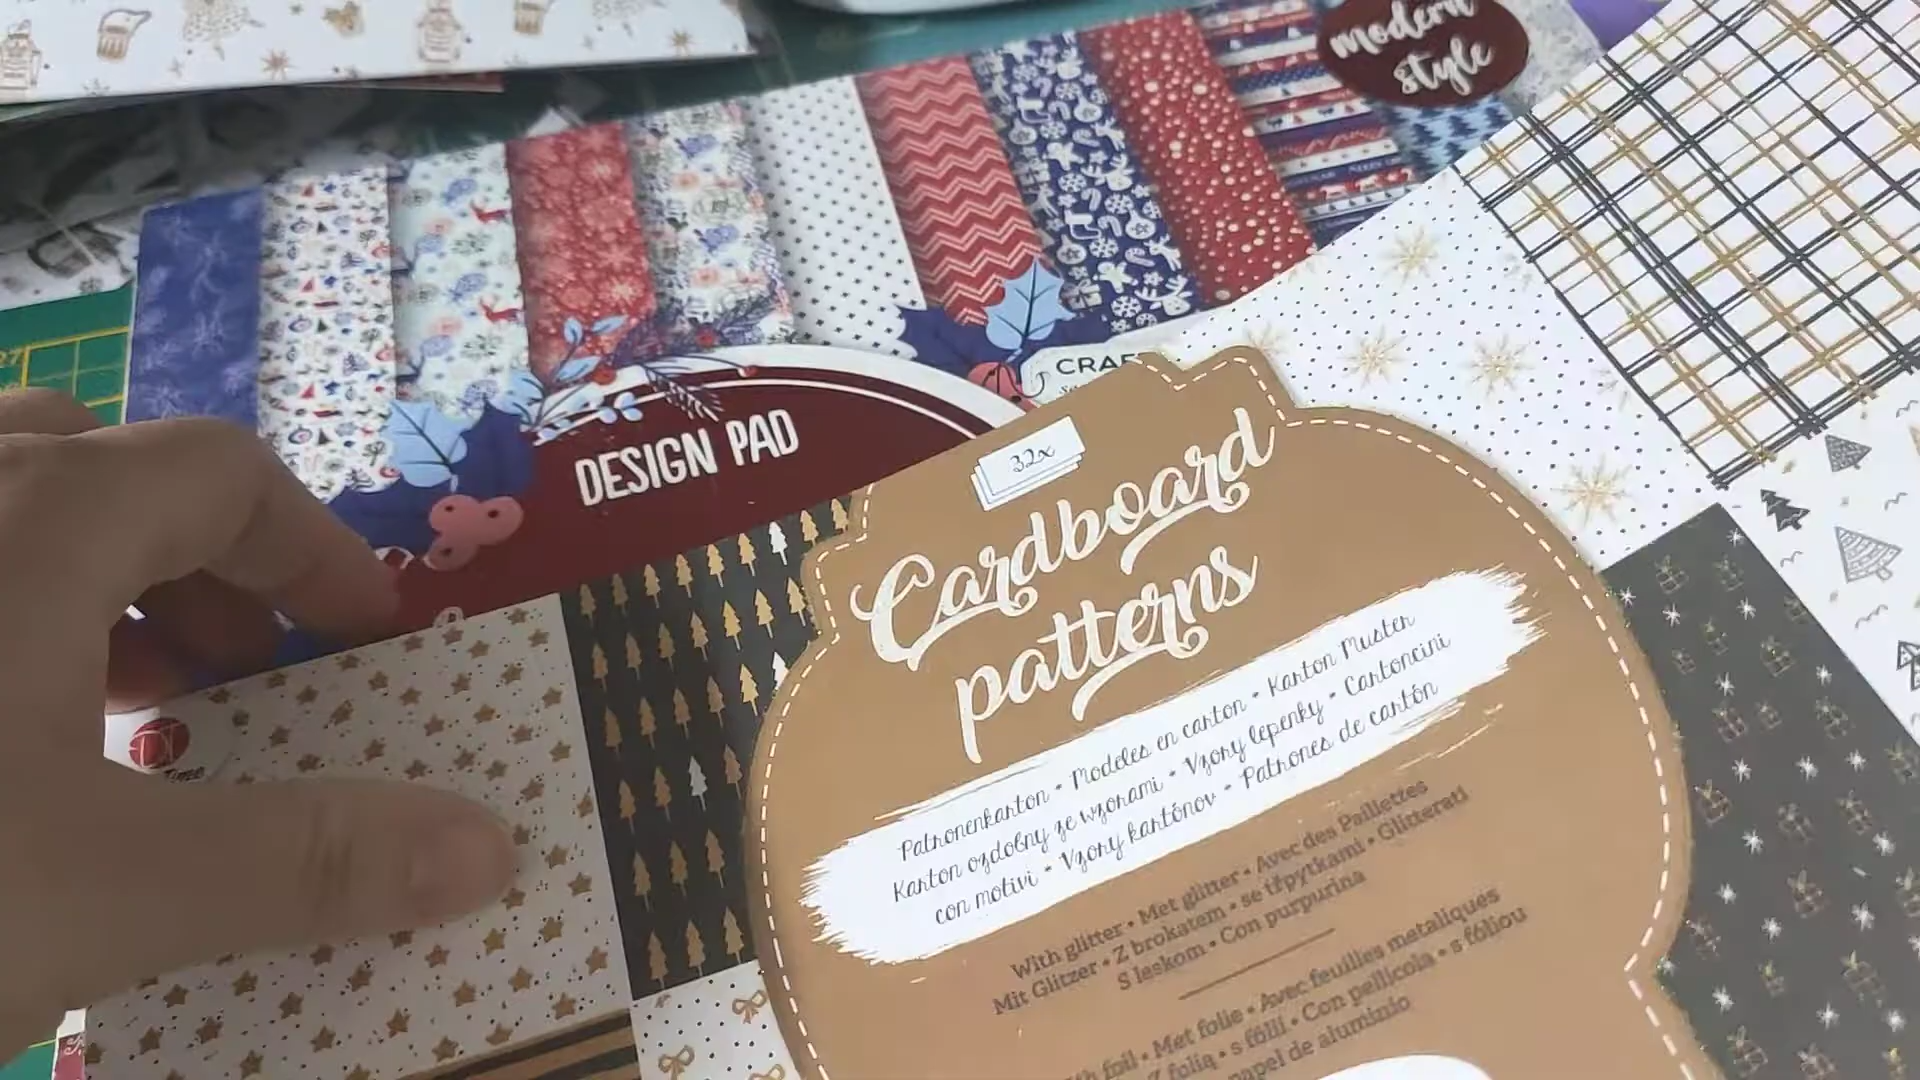 modern
style
CRAF
DESIGN PAD
32x
Cardboard
patterns
Patronenkarton • Modeles en carton • Karton Muster
Karton ozdobny ze wzorami • Vzory lepenky • Cartoncini
con motivi • Vzory kartónov • Patrones de cartón
With glitter • Met glitter • Avec des Paillettes
Mit Glitzer • Z brokatem • se třpytkami • Glitterati
S leskom • Con purpurina
foil • Met folie • Avec feuilles metaliques
Z folią • s fólií • Con pellicola • s fóliou
papel de aluminio